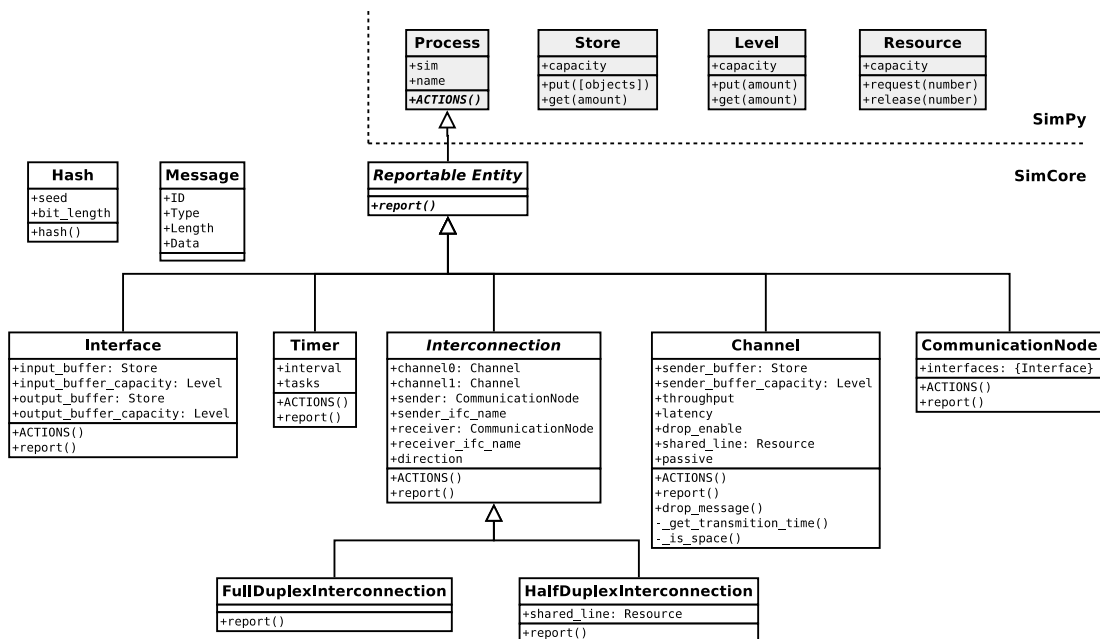 Process
+sim
+name
+ACTIONS()
Store
+capacity
+put([objects])
+get(amount)
Level
+capacity
+put(amount)
+get(amount)
Resource
+capacity
+request(number)
+release(number)
SimPy
SimCore
Hash
+seed
+bit_length
+hash()
Message
+ID
+Type
+Length
+Data
Reportable Entity
+report()
Interface
+input_buffer: Store
+input_buffer_capacity: Level
+output_buffer: Store
+output_buffer_capacity: Level
+ACTIONS()
+report()
Timer
+interval
+tasks
+ACTIONS()
+report()
Interconnection
+channel0: Channel
+channel1: Channel
+sender: CommunicationNode
+sender_ifc_name
+receiver: CommunicationNode
+receiver_ifc_name
+direction
+ACTIONS()
+report()
Channel
+sender_buffer: Store
+sender_buffer_capacity: Level
+throughput
+latency
+drop_enable
+shared_line: Resource
+passive
+ACTIONS()
+report()
+drop_message()
-_get_transmition_time()
-_is_space()
CommunicationNode
+interfaces: {Interface}
+ACTIONS()
+report()
FullDuplexInterconnection
+report()
HalfDuplexInterconnection
+shared_line: Resource
+report()